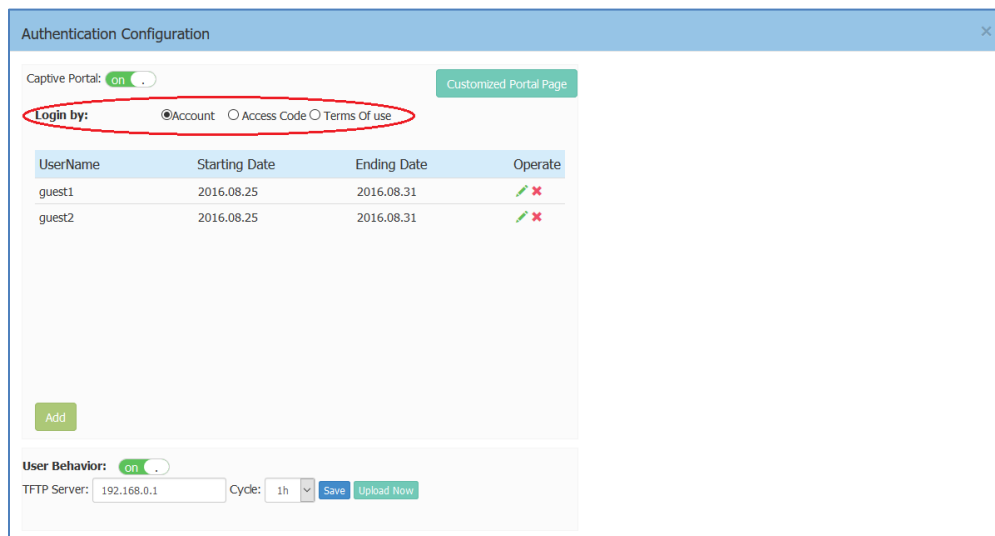 Authentication Configuration ×
Captive Portal: on . Customized Portal Page
Login by: Account Access Code Terms Of use
UserName Starting Date Ending Date Operate
guest1 2016.08.25 2016.08.31
guest2 2016.08.25 2016.08.31
Add
User Behavior: on .
TFTP Server: 192.168.0.1 Cycle: 1h Save Upload Now